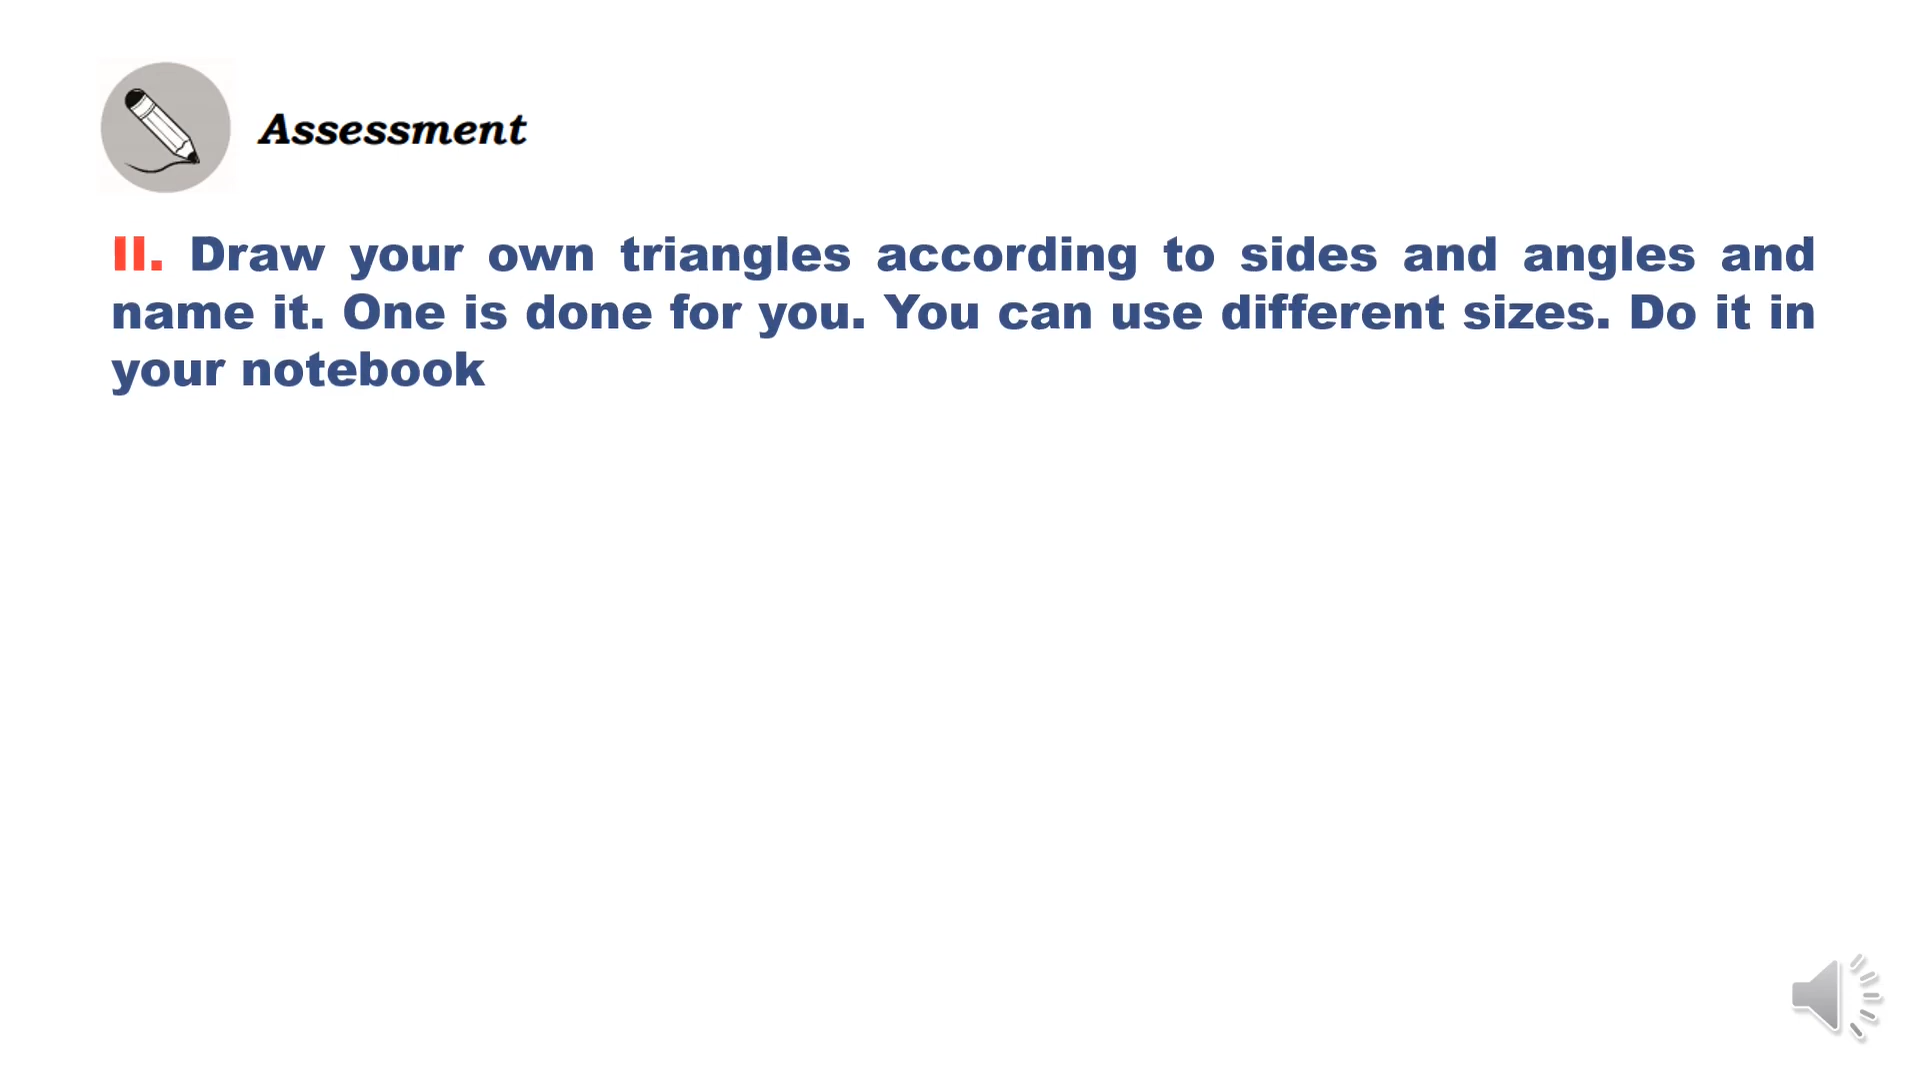 Assessment
II. Draw your own triangles according to sides and angles and
name it. One is done for you. You can use different sizes. Do it in
your notebook